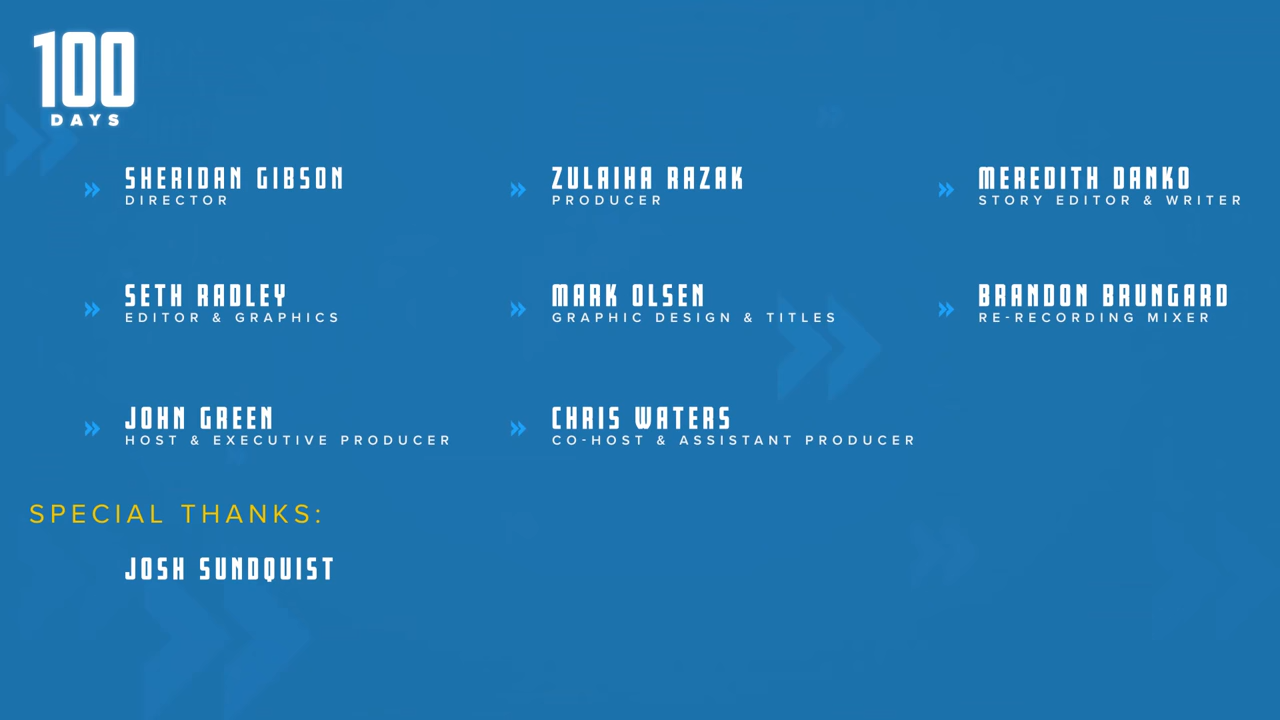 100
DAYS
SHERIDAN GIBSON
DIRECTOR
ZULAIHA RAZAK
PRODUCER
MEREDITH DANKO
STORY EDITOR & WRITER
SETH RADLEY
EDITOR & GRAPHICS
MARK OLSEN
GRAPHIC DESIGN & TITLES
BRANDON BRUNGARD
RE-RECORDING MIXER
JOHN GREEN
HOST & EXECUTIVE PRODUCER
CHRIS WATERS
CO-HOST & ASSISTANT PRODUCER
SPECIAL THANKS:
JOSH SUNDQUIST